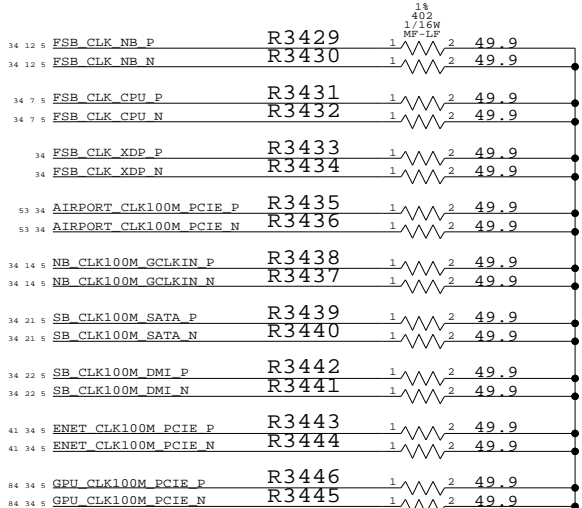 1%
402
1/16W
MF-LF
34 12 5 FSB_CLK_NB_P R3429 1 2 49.9
34 12 5 FSB_CLK_NB_N R3430 1 2 49.9
34 7 5 FSB_CLK_CPU_P R3431 1 2 49.9
34 7 5 FSB_CLK_CPU_N R3432 1 2 49.9
34 FSB_CLK_XDP_P R3433 1 2 49.9
34 FSB_CLK_XDP_N R3434 1 2 49.9
53 34 AIRPORT_CLK100M_PCIE_P R3435 1 2 49.9
53 34 AIRPORT_CLK100M_PCIE_N R3436 1 2 49.9
34 14 5 NB_CLK100M_GCLKIN_P R3438 1 2 49.9
34 14 5 NB_CLK100M_GCLKIN_N R3437 1 2 49.9
34 21 5 SB_CLK100M_SATA_P R3439 1 2 49.9
34 21 5 SB_CLK100M_SATA_N R3440 1 2 49.9
34 22 5 SB_CLK100M_DMI_P R3442 1 2 49.9
34 22 5 SB_CLK100M_DMI_N R3441 1 2 49.9
41 34 5 ENET_CLK100M_PCIE_P R3443 1 2 49.9
41 34 5 ENET_CLK100M_PCIE_N R3444 1 2 49.9
84 34 5 GPU_CLK100M_PCIE_P R3446 1 2 49.9
84 34 5 GPU_CLK100M_PCIE_N R3445 1 2 49.9